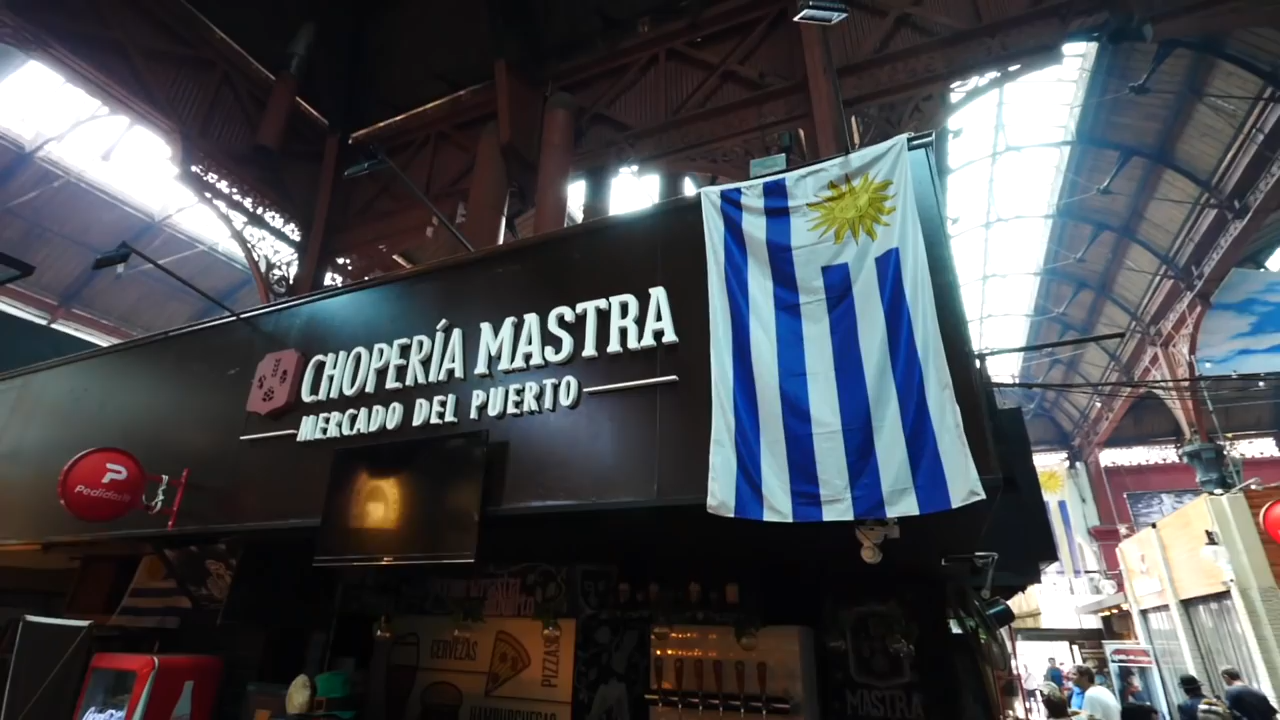 CHOPERÍA MASTRA
MERCADO DEL PUERTO
PedidosYa
CERVEZAS
PIZZAS
HAMBURGUESAS
MASTRA